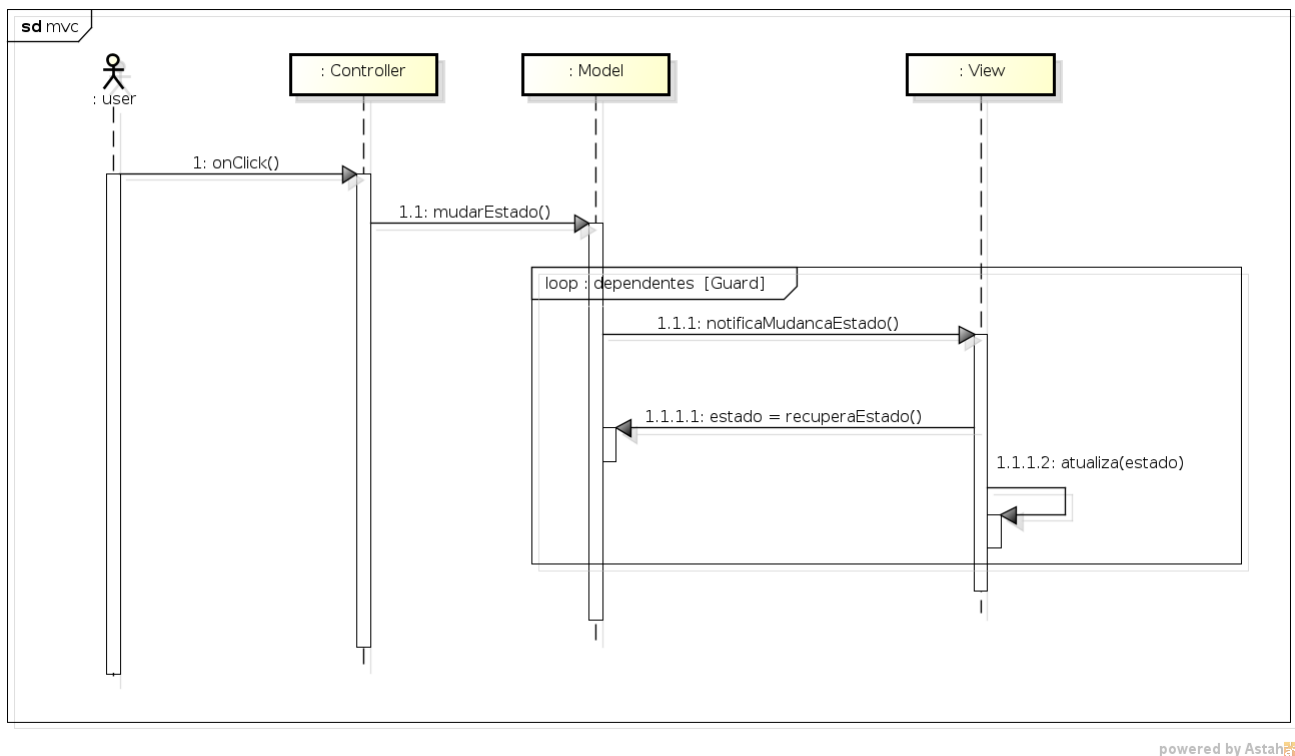 sd mvc
: user
: Controller
: Model
: View
1: onClick()
1.1: mudarEstado()
loop : dependentes [Guard]
1.1.1: notificaMudancaEstado()
1.1.1.1: estado = recuperaEstado()
1.1.1.2: atualiza(estado)
powered by Astah